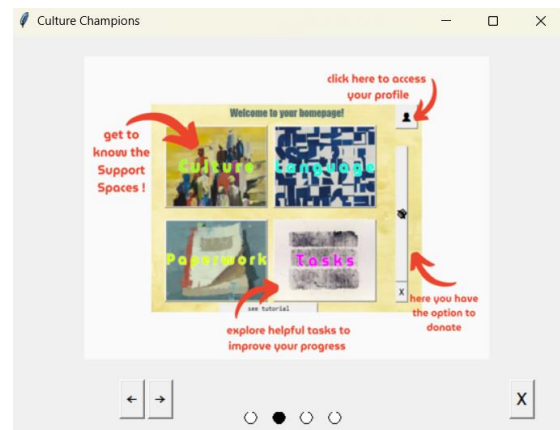 Culture Champions
click here to access
your profile
Welcome to your homepage!
get to
know the
Support
Spaces !
Culture
Language
Paperwork
Tasks
X
here you have
the option to
donate
see tutorial
explore helpful tasks to
improve your progress
← →
X